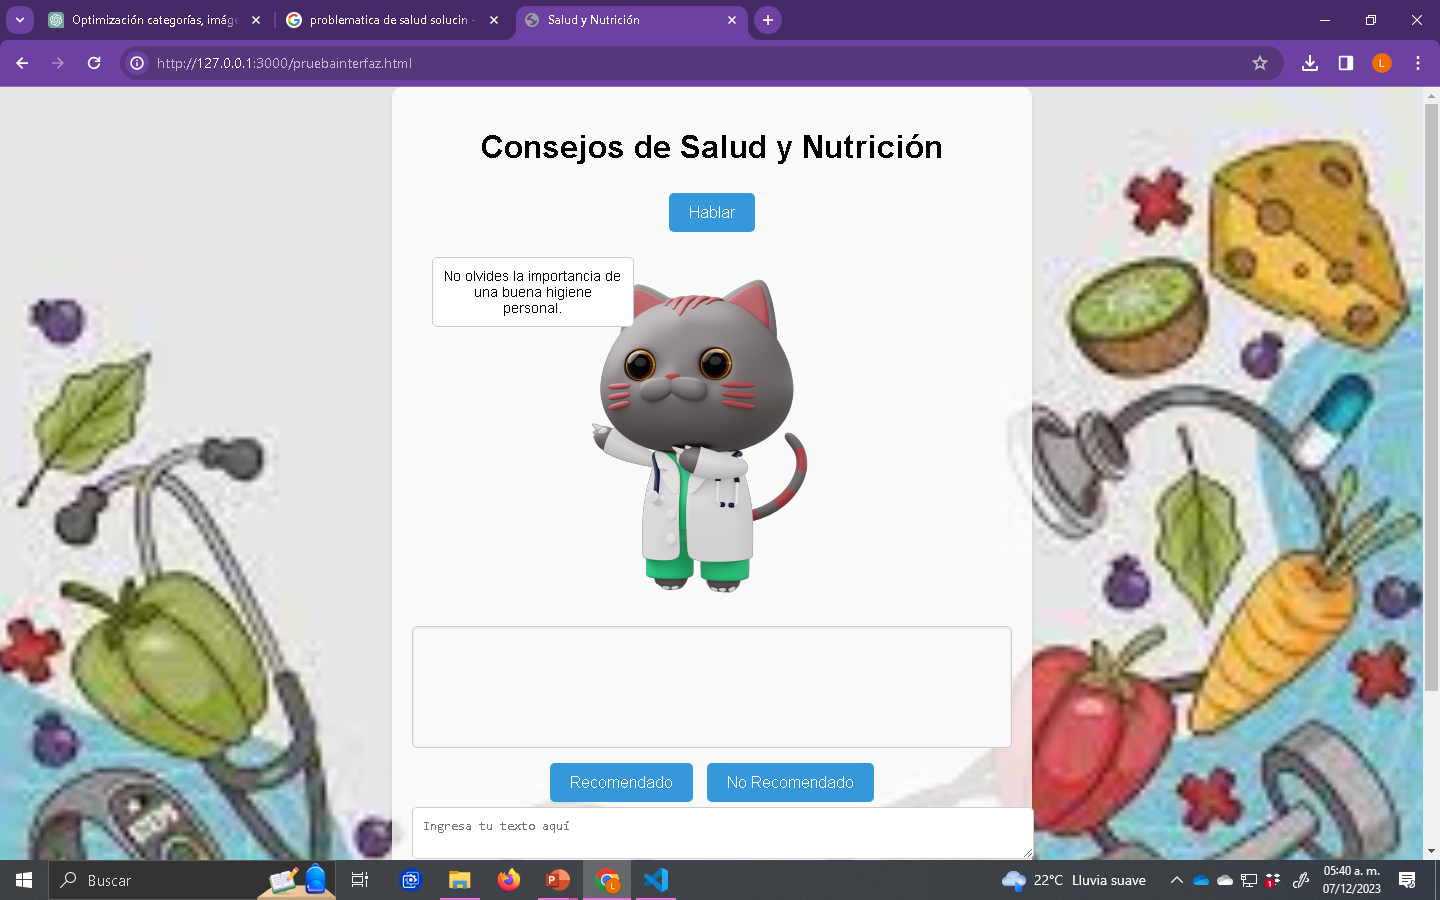 Optimización categorías, imáge
problematica de salud solucin -
Salud y Nutrición
http://127.0.0.1:3000/pruebainterfaz.html
L
Consejos de Salud y Nutrición
Hablar
No olvides la importancia de
una buena higiene
personal.
Recomendado
No Recomendado
Ingresa tu texto aquí
Buscar
22°C Lluvia suave
05:40 a. m.
07/12/2023